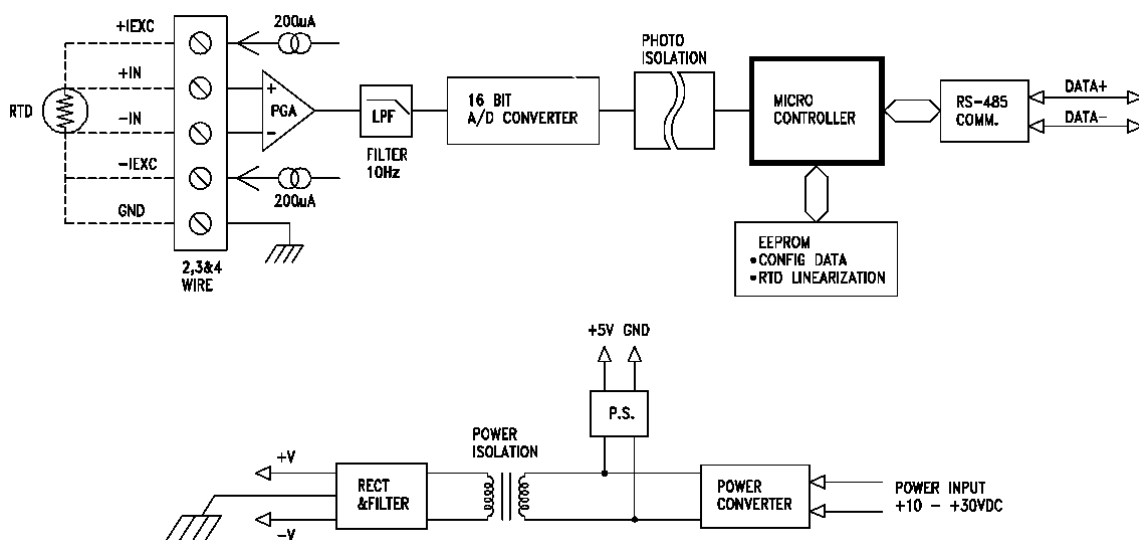 +IEXC
200uA
+IN
RTD
-IN
-IEXC
200uA
GND
2,3&4
WIRE
+
PGA
-
LPF
FILTER
10Hz
16 BIT
A/D CONVERTER
PHOTO
ISOLATION
MICRO
CONTROLLER
RS-485
COMM.
DATA+
DATA-
EEPROM
•CONFIG DATA
•RTD LINEARIZATION
+5V GND
P.S.
POWER
ISOLATION
+V
RECT
&FILTER
-V
POWER
CONVERTER
POWER INPUT
+10 - +30VDC